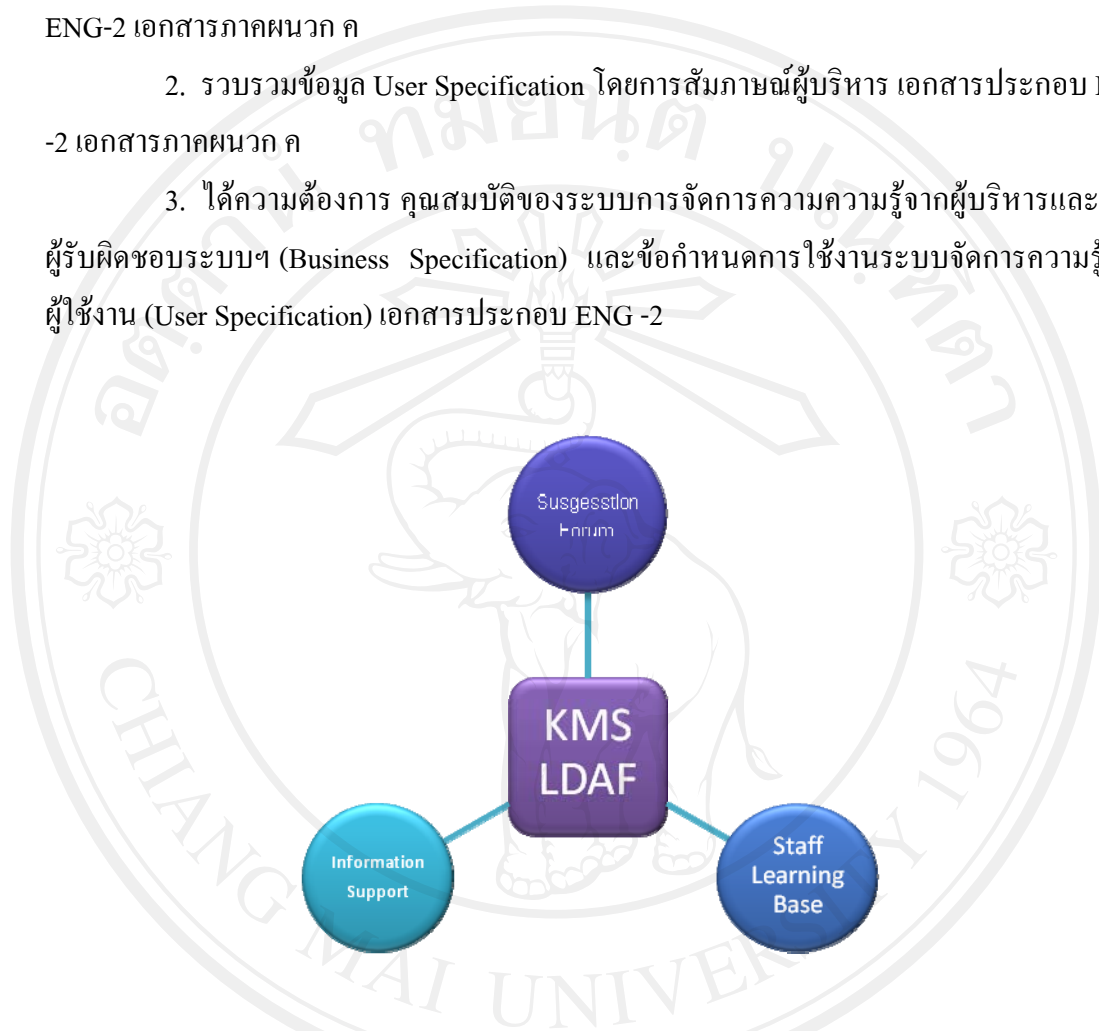 ENG-2 เอกสารภาคผนวก ค
2. รวบรวมข้อมูล User Specification โดยการสัมภาษณ์ผู้บริหาร เอกสารประกอบ
-2 เอกสารภาคผนวก ค
3. ได้ความต้องการ คุณสมบัติของระบบการจัดการความความรู้จากผู้บริหารและ
ผู้รับผิดชอบระบบฯ (Business Specification) และข้อกำหนดการใช้งานระบบจัดการความรู้
ผู้ใช้งาน (User Specification) เอกสารประกอบ ENG -2
Susgesstion
Forum
KMS
LDAF
Information
Support
Staff
Learning
Base
CHIANG MAI UNIVERSITY 1964